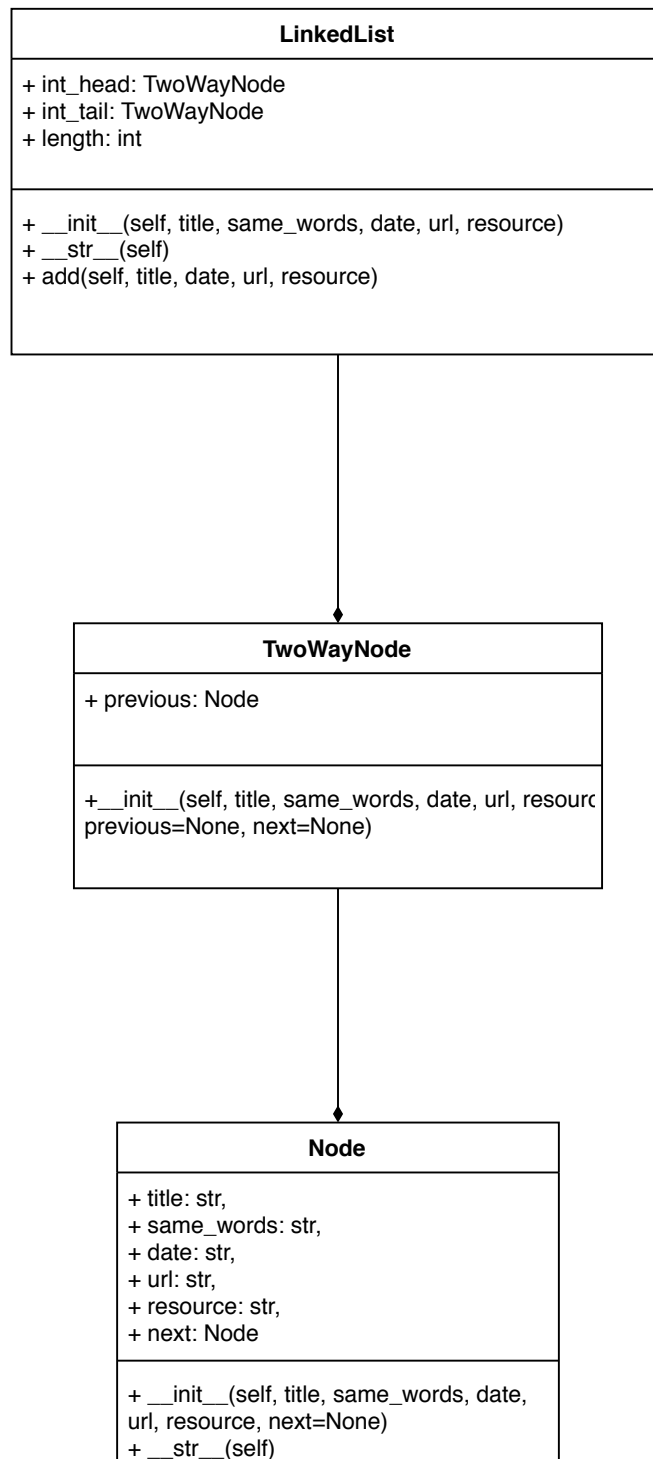 LinkedList
+ int_head: TwoWayNode
+ int_tail: TwoWayNode
+ length: int
+ __init__(self, title, same_words, date, url, resource)
+ __str__(self)
+ add(self, title, date, url, resource)
TwoWayNode
+ previous: Node
+__init__(self, title, same_words, date, url, resourc
previous=None, next=None)
Node
+ title: str,
+ same_words: str,
+ date: str,
+ url: str,
+ resource: str,
+ next: Node
+ __init__(self, title, same_words, date,
url, resource, next=None)
+ __str__(self)